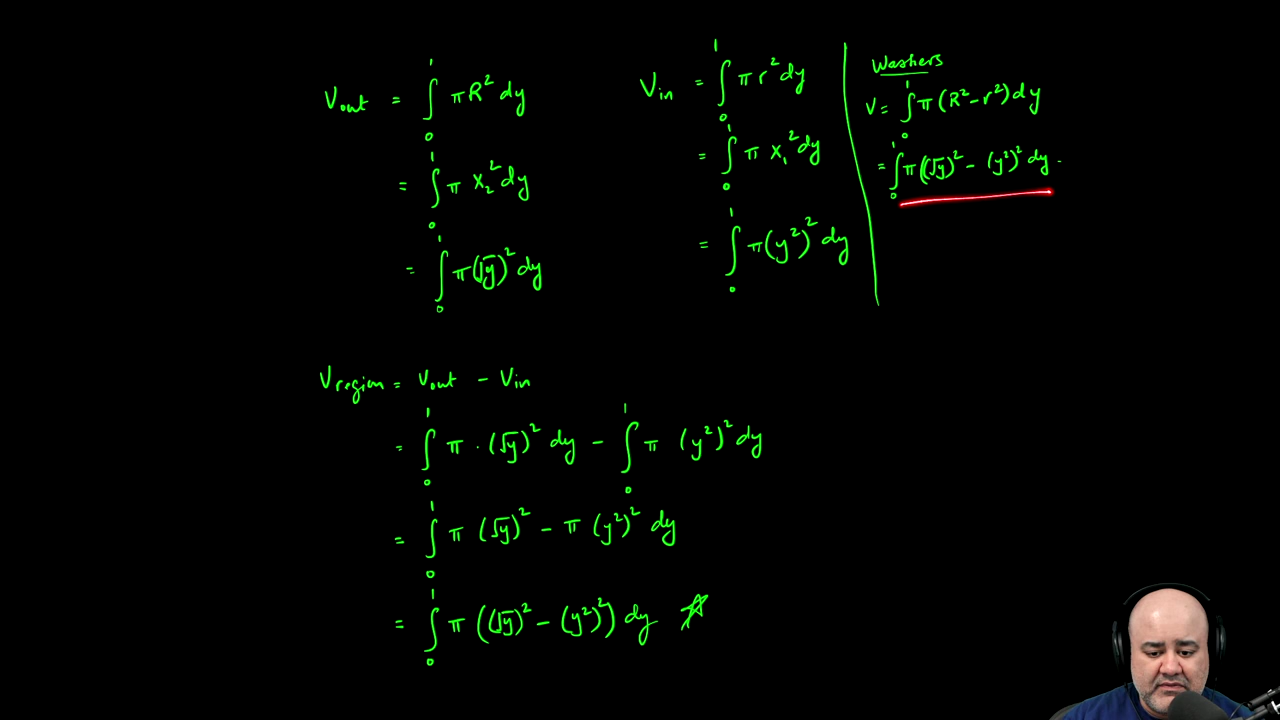 V_out = ∫₀¹ πR² dy
= ∫₀¹ π x₂² dy
= ∫₀¹ π(√y)² dy
V_in = ∫₀¹ π r² dy
= ∫₀¹ π x₁² dy
= ∫₀¹ π(y²)² dy
Washers
V = ∫₀¹ π(R² - r²) dy
= ∫₀¹ π((√y)² - (y²)² dy.
V_region = V_out - V_in
= ∫₀¹ π · (√y)² dy - ∫₀¹ π (y²)² dy
= ∫₀¹ π (√y)² - π (y²)² dy
= ∫₀¹ π ((√y)² - (y²)²) dy ☆